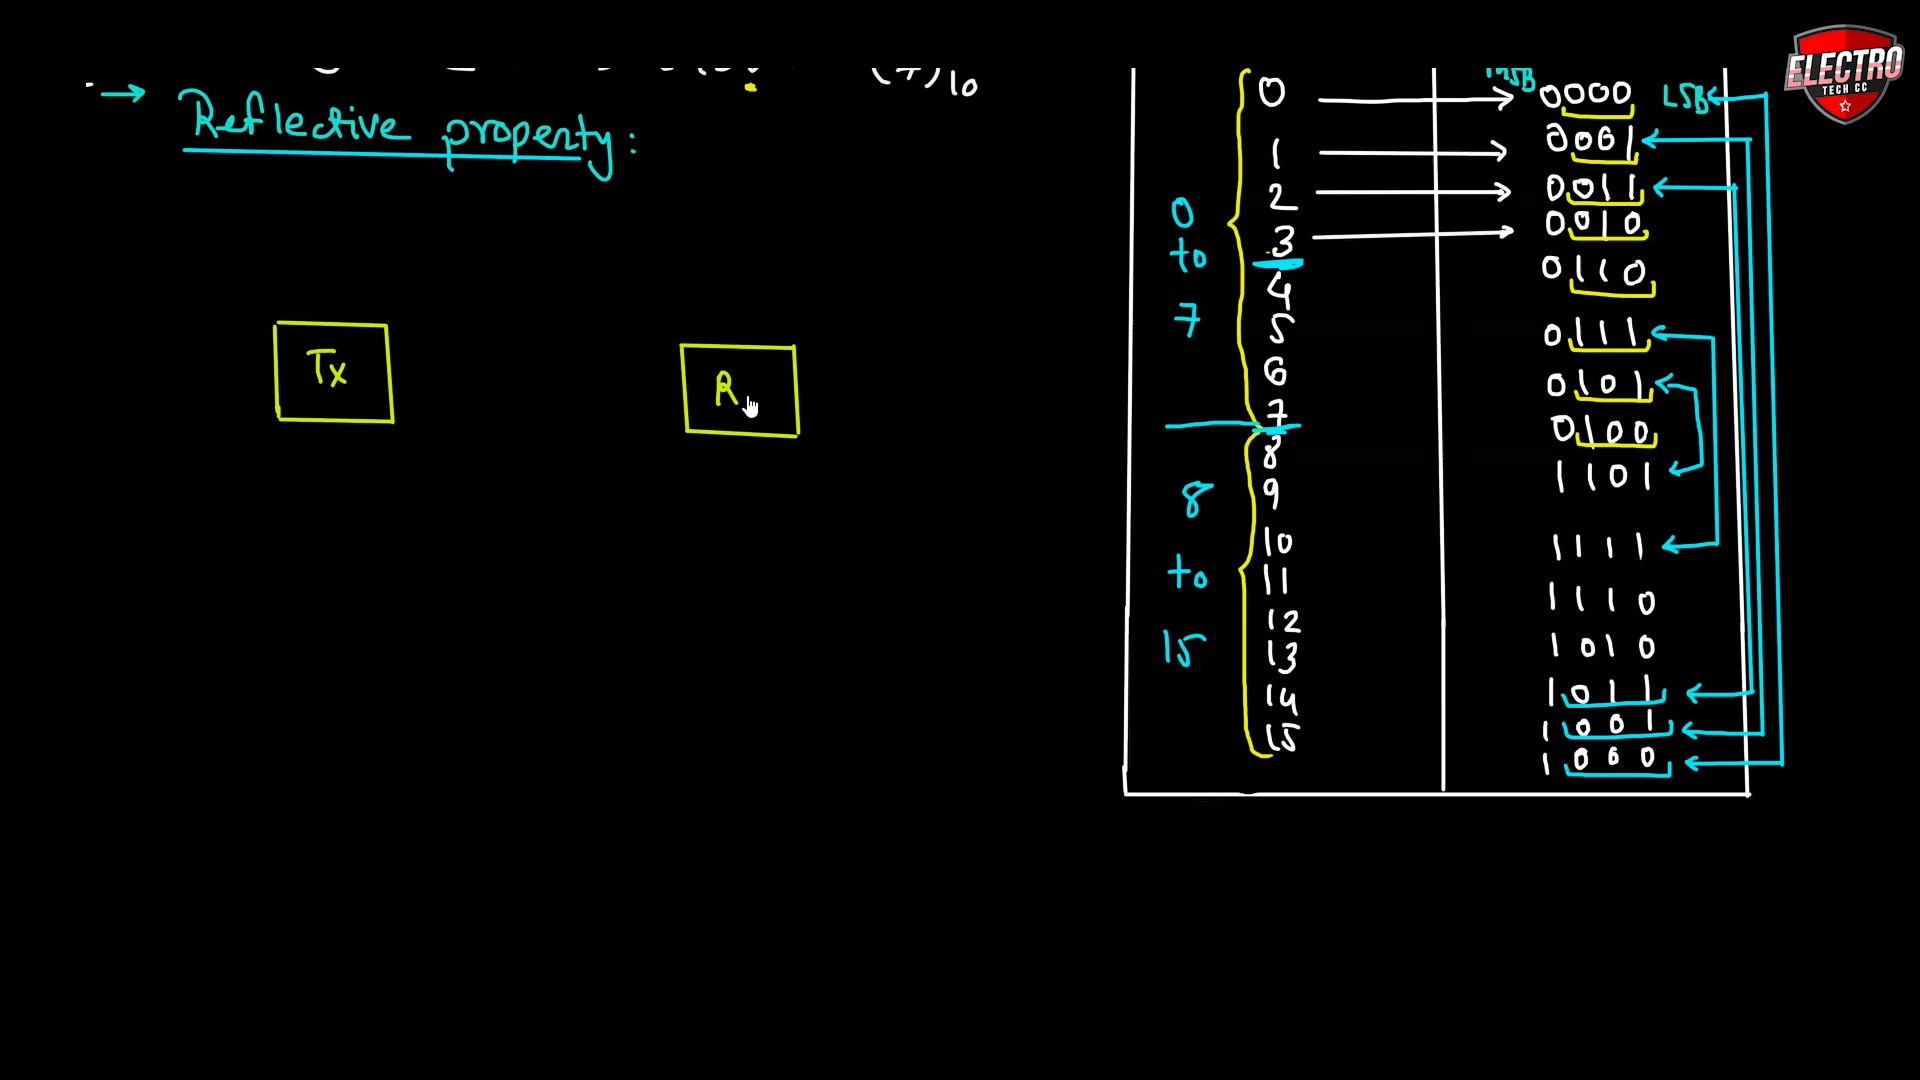 → Reflective property:
(7)10
Tx
R
0 to 7
8 to 15
MSB
LSB
0 → 0000
1 → 0001
2 → 0011
3 → 0010
4 0110
5 0111
6 0101
7 0100
8 1101
9
10 1111
11 1110
12 1010
13 1011
14 1001
15 1000
ELECTRO
TECH CC